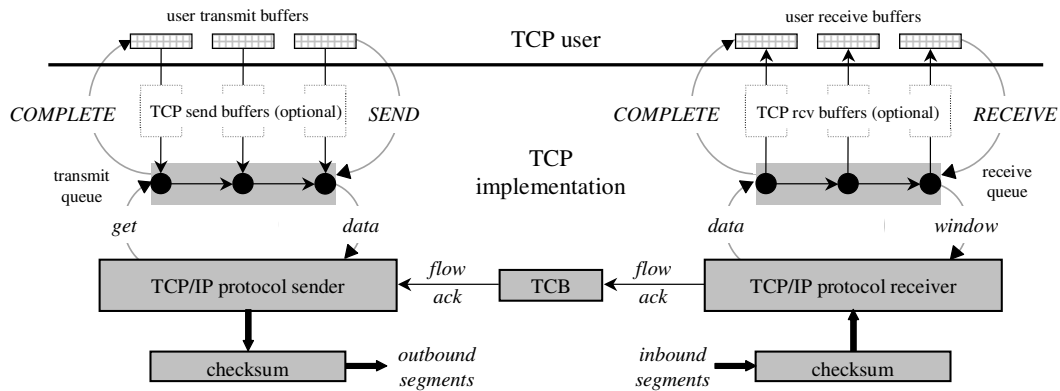 user transmit buffers
user receive buffers
TCP user
COMPLETE
TCP send buffers (optional)
SEND
COMPLETE
TCP rcv buffers (optional)
RECEIVE
TCP
implementation
transmit
queue
receive
queue
get
data
data
window
TCP/IP protocol sender
flow
ack
TCB
flow
ack
TCP/IP protocol receiver
checksum
outbound
segments
inbound
segments
checksum